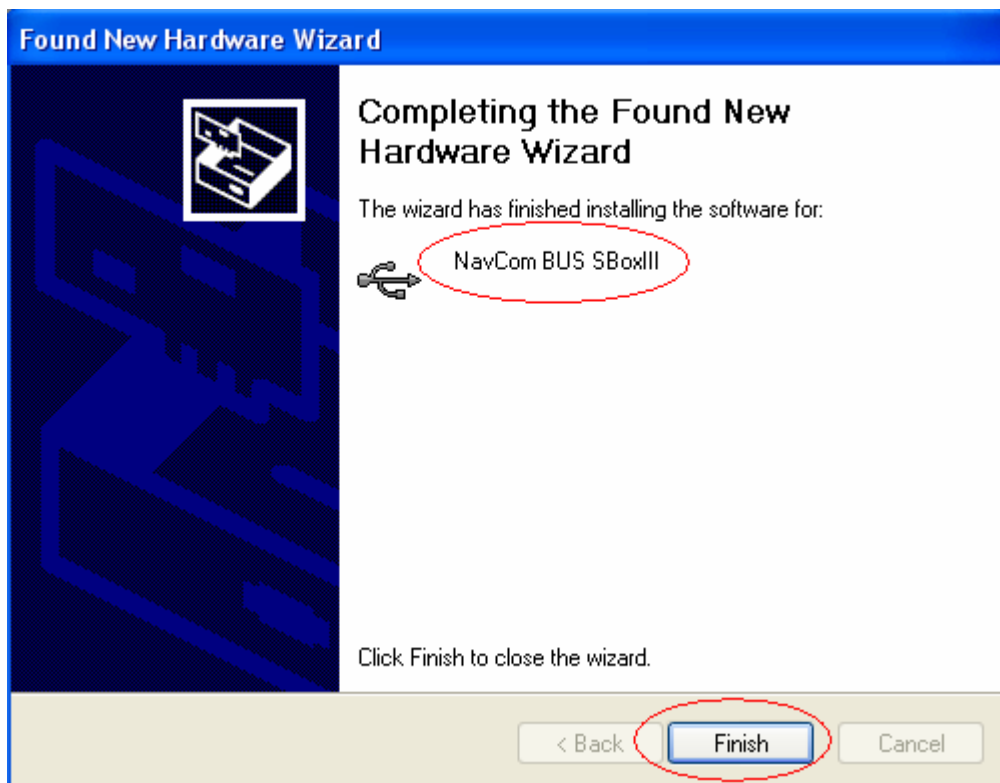 Found New Hardware Wizard
Completing the Found New
Hardware Wizard
The wizard has finished installing the software for:
NavCom BUS SBoxIII
Click Finish to close the wizard.
< Back
Finish
Cancel